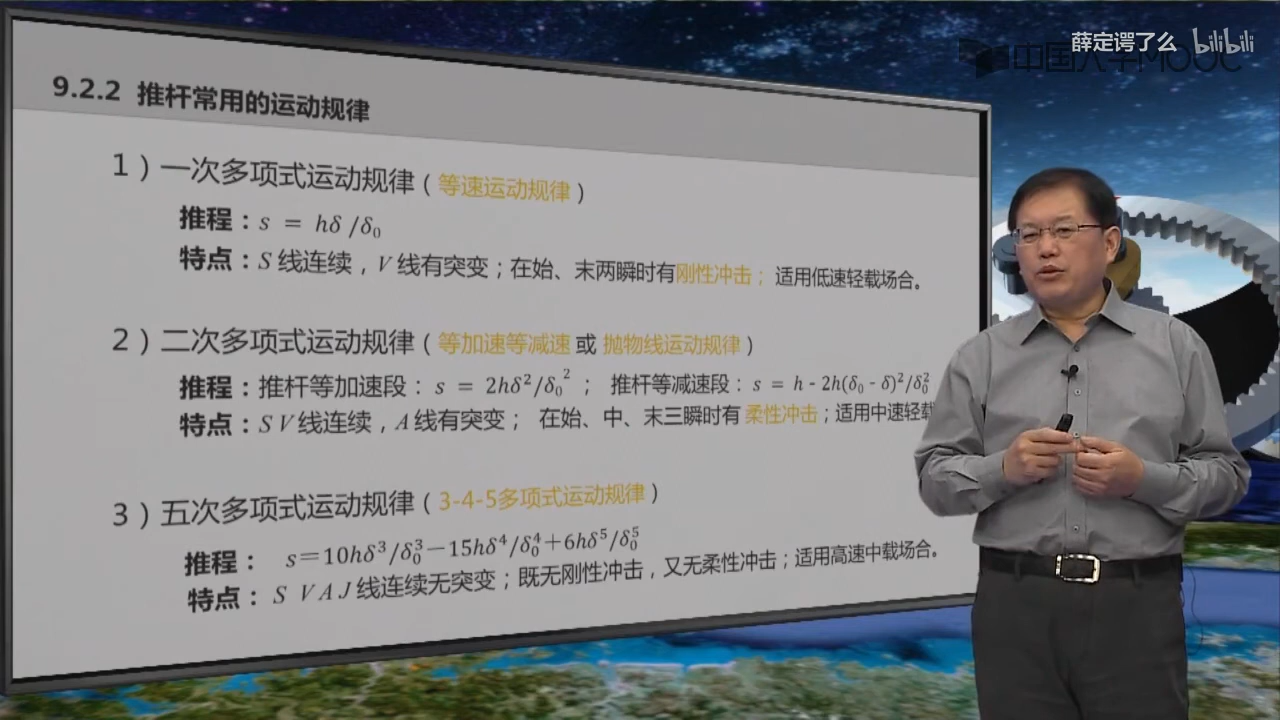 薛定谔了么 bilibili
中国大学MOOC
9.2.2 推杆常用的运动规律
1）一次多项式运动规律（等速运动规律）
推程：s = hδ /δ₀
特点：S 线连续，V 线有突变；在始、末两瞬时有刚性冲击； 适用低速轻载场合。
2）二次多项式运动规律（等加速等减速 或 抛物线运动规律）
推程：推杆等加速段： s = 2hδ²/δ₀² ； 推杆等减速段： s = h - 2h(δ₀ - δ)²/δ₀²
特点：S V 线连续，A 线有突变； 在始、中、末三瞬时有 柔性冲击；适用中速轻
3）五次多项式运动规律（3-4-5多项式运动规律）
推程： s=10hδ³/δ₀³−15hδ⁴/δ₀⁴+6hδ⁵/δ₀⁵
特点： S V A J 线连续无突变；既无刚性冲击，又无柔性冲击；适用高速中载场合。